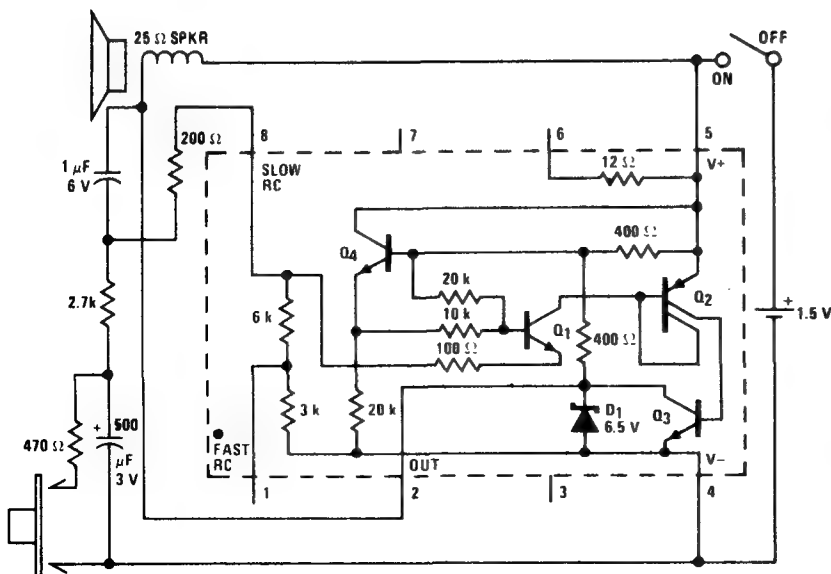 25 Ω SPKR
OFF
ON
200 Ω
8
7
6
5
SLOW
RC
12 Ω
V+
1 µF
6 V
Q4
400 Ω
Q2
20 k
+
1.5 V
2.7k
6 k
10 k
Q1
100 Ω
400 Ω
3 k
20 k
D1
6.5 V
Q3
+ 500
µF
3 V
470 Ω
FAST
RC
OUT
V−
1
2
3
4